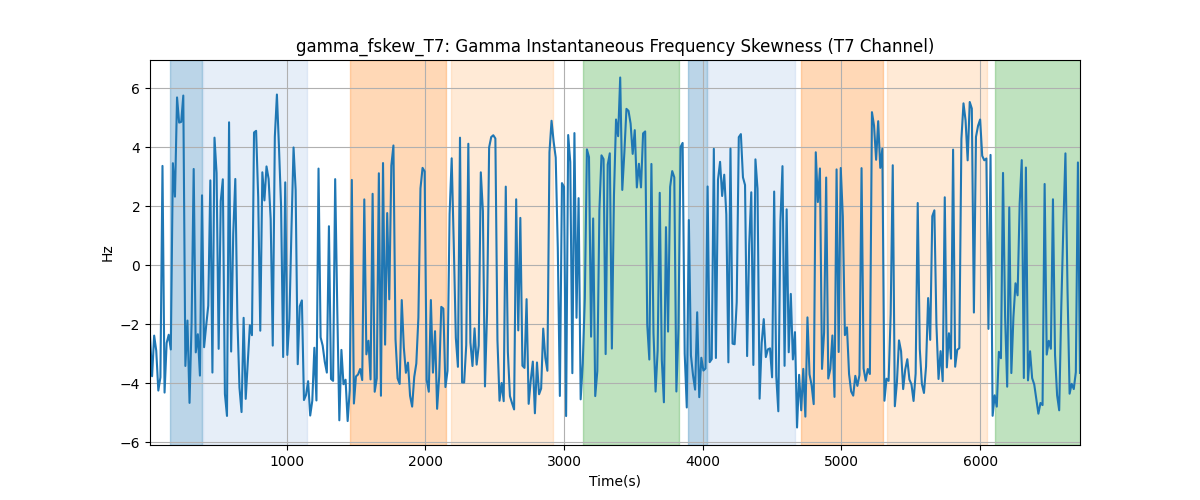 gamma_fskew_T7: Gamma Instantaneous Frequency Skewness (T7 Channel)
Hz
6
4
2
0
−2
−4
−6
1000 2000 3000 4000 5000 6000
Time(s)